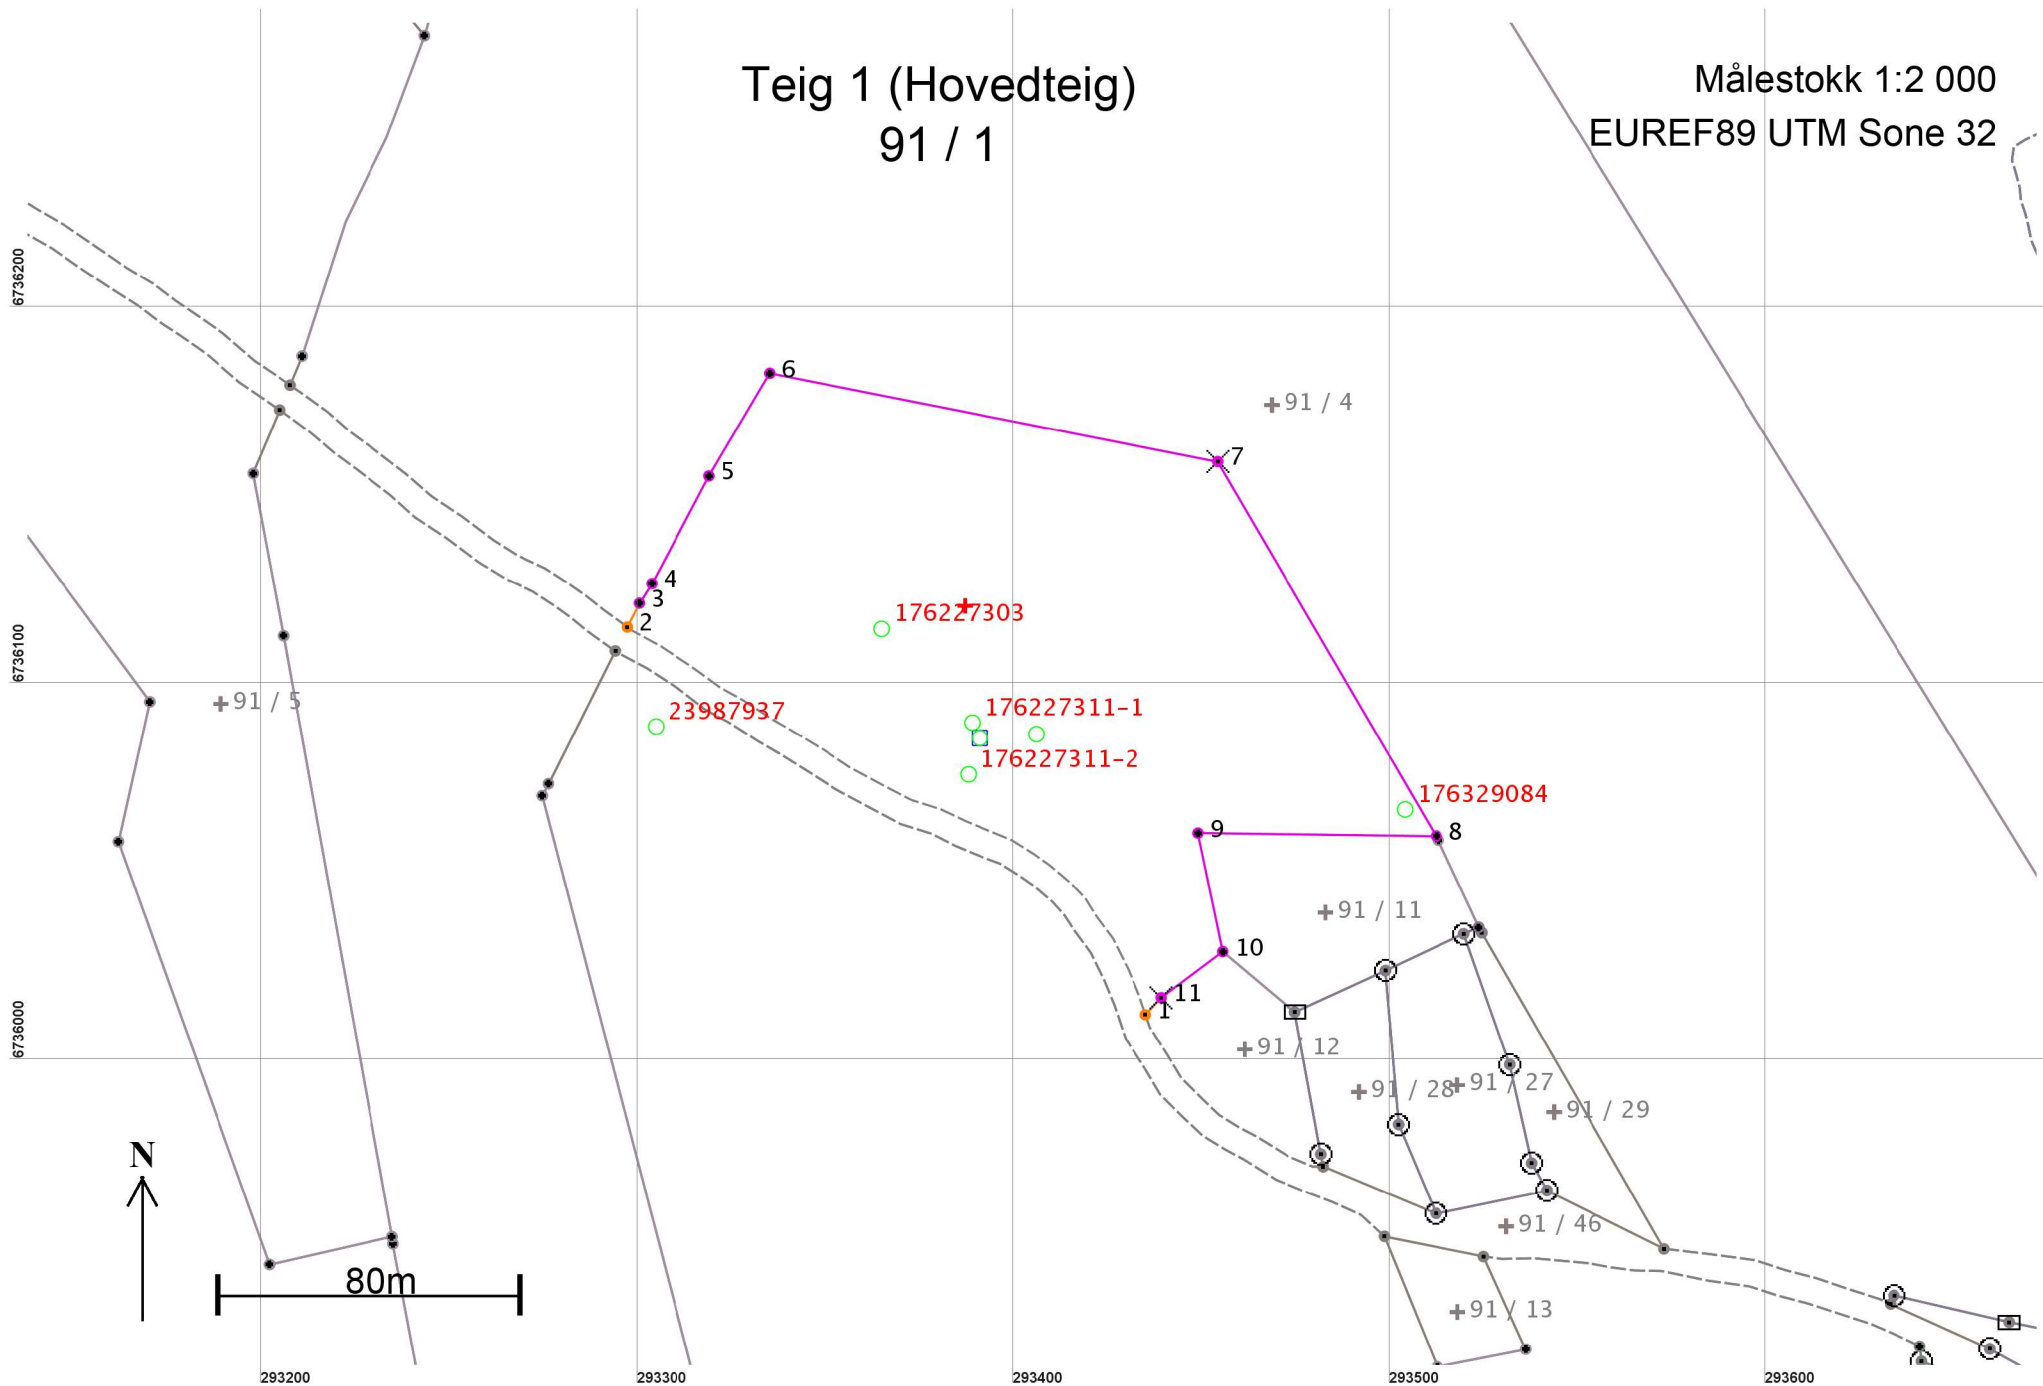 Teig 1 (Hovedteig)
91 / 1
Målestokk 1:2 000
EUREF89 UTM Sone 32
6736200
6
91 / 4
7
5
4
3
2
176227303
6736100
91 / 5
23987937
176227311-1
176227311-2
176329084
9
8
91 / 11
10
11
1
6736000
91 / 12
91 / 28
91 / 27
91 / 29
N
91 / 46
80m
91 / 13
293200
293300
293400
293500
293600